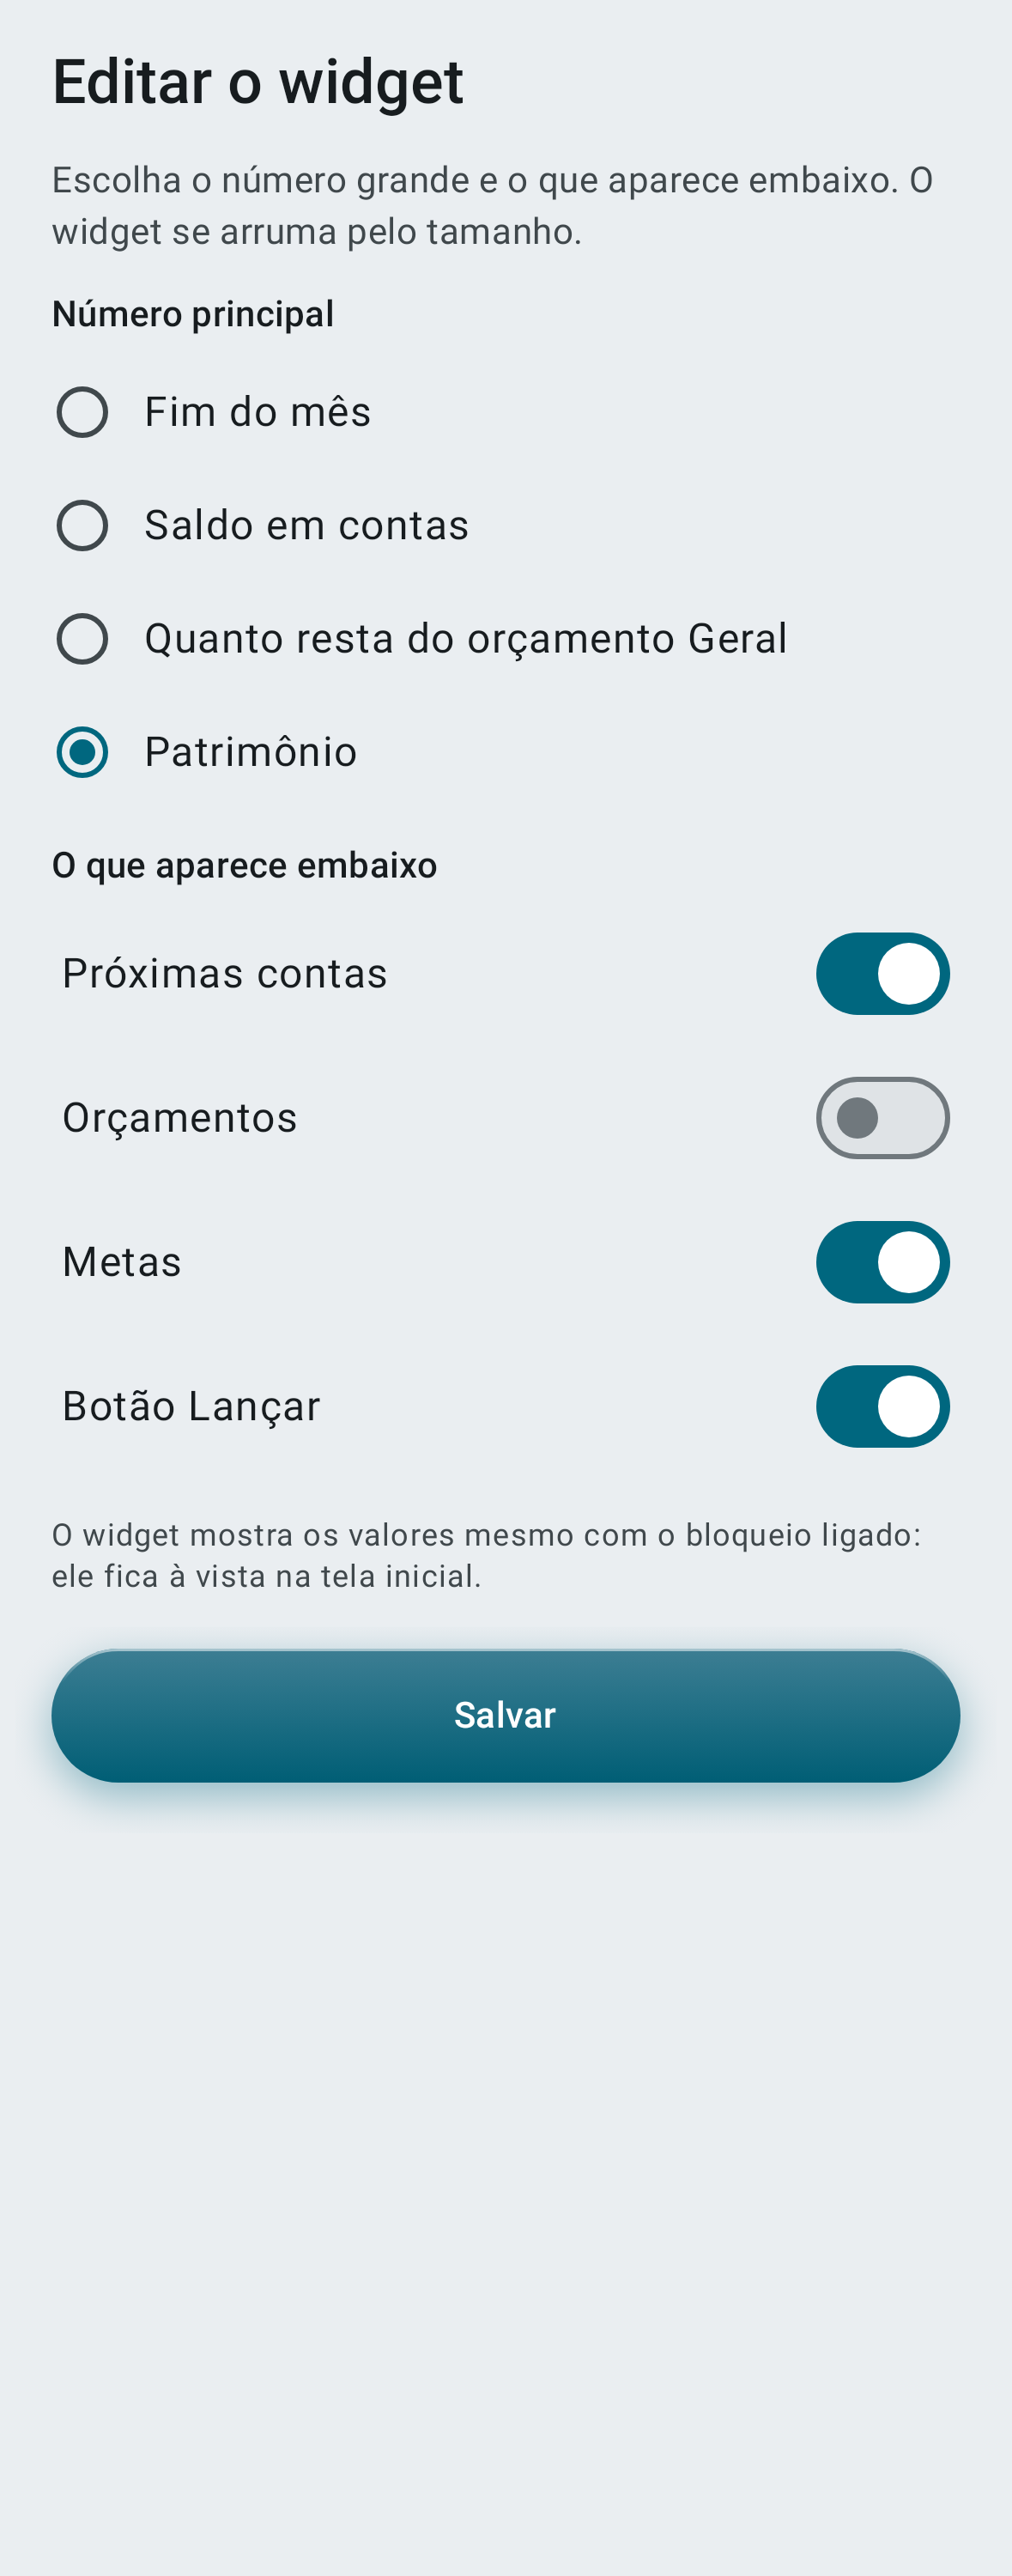 Editar o widget
Escolha o número grande e o que aparece embaixo. O
widget se arruma pelo tamanho.
Número principal
Fim do mês
Saldo em contas
Quanto resta do orçamento Geral
Patrimônio
O que aparece embaixo
Próximas contas
Orçamentos
Metas
Botão Lançar
O widget mostra os valores mesmo com o bloqueio ligado:
ele fica à vista na tela inicial.
Salvar